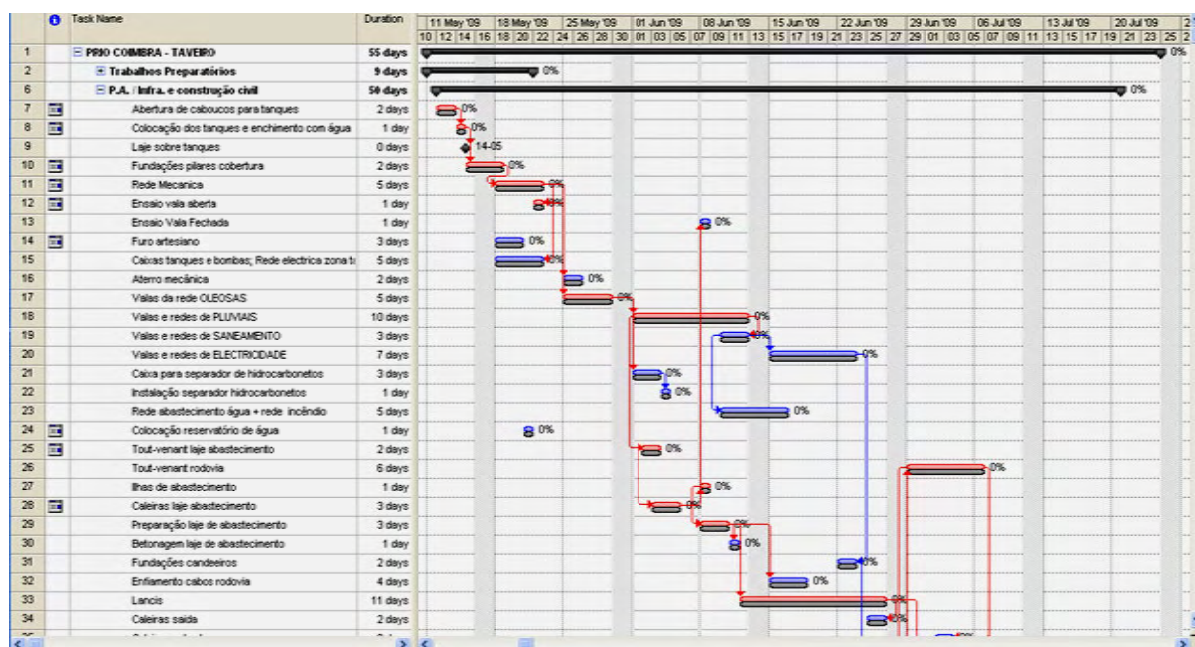 Task Name Duration 11 May '09 18 May '09 25 May '09 01 Jun '09 08 Jun '09 15 Jun '09 22 Jun '09 29 Jun '09 06 Jul '09 13 Jul '09 20 Jul '09 2
10 12 14 16 18 20 22 24 26 28 30 01 03 05 07 09 11 13 15 17 19 21 23 25 27 29 01 03 05 07 09 11 13 15 17 19 21 23 25 2
1 PRIO COIMBRA - TAVEIRO 55 days 0%
2 Trabalhos Preparatórios 9 days 0%
6 P.A. / Infra. e construção civil 50 days 0%
7 Abertura de caboucos para tanques 2 days 0%
8 Colocação dos tanques e enchimento com água 1 day 0%
9 Laje sobre tanques 0 days 14-05
10 Fundações pilares cobertura 2 days 0%
11 Rede Mecanica 5 days 0%
12 Ensaio vala aberta 1 day 0%
13 Ensaio Vala Fechada 1 day 0%
14 Furo artesiano 3 days 0%
15 Caixas tanques e bombas; Rede electrica zona ta 5 days 0%
16 Aterro mecânica 2 days 0%
17 Valas da rede OLEOSAS 5 days 0%
18 Valas e redes de PLUVIAIS 10 days 0%
19 Valas e redes de SANEAMENTO 3 days 0%
20 Valas e redes de ELECTRICIDADE 7 days 0%
21 Caixa para separador de hidrocarbonetos 3 days 0%
22 Instalação separador hidrocarbonetos 1 day 0%
23 Rede abastecimento água + rede incêndio 5 days 0%
24 Colocação reservatório de água 1 day 0%
25 Tout-venant laje abastecimento 2 days 0%
26 Tout-venant rodovia 6 days 0%
27 Ilhas de abastecimento 1 day 0%
28 Caleiras laje abastecimento 3 days 0%
29 Preparação laje de abastecimento 3 days 0%
30 Betonagem laje de abastecimento 1 day 0%
31 Fundações candeeiros 2 days 0%
32 Enfiamento cabos rodovia 4 days 0%
33 Lancis 11 days 0%
34 Caleiras saída 2 days 0%